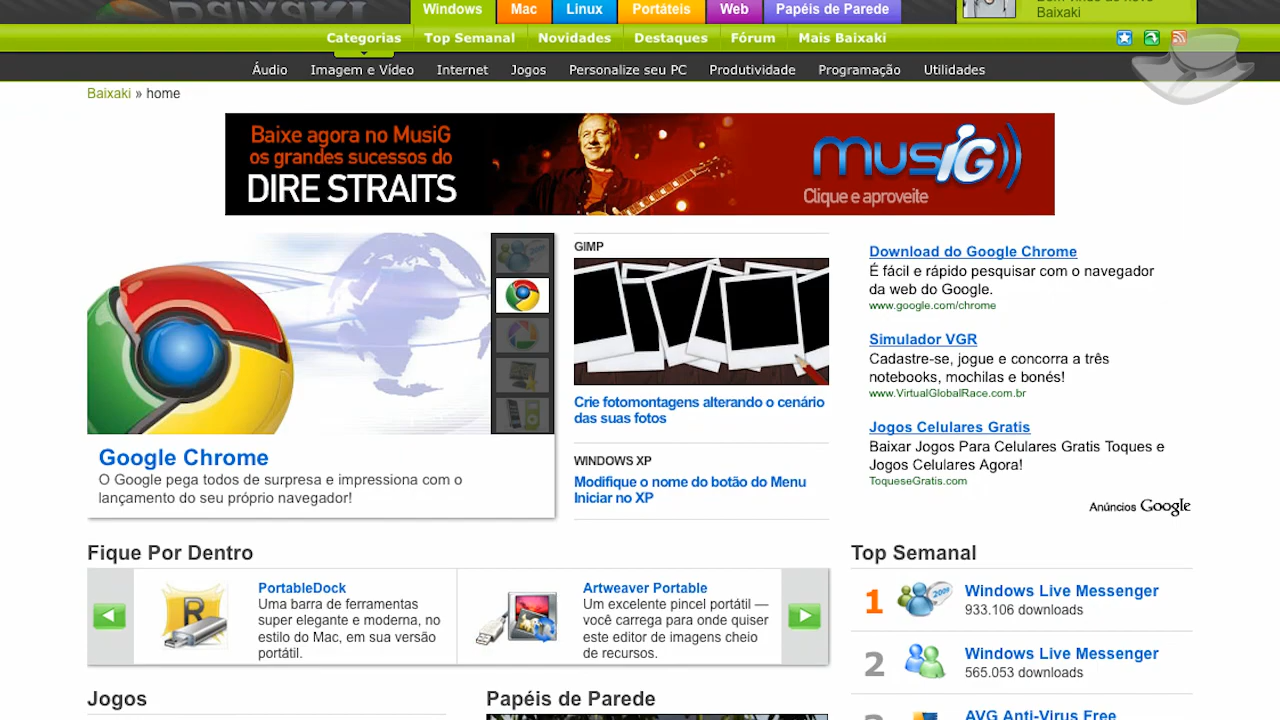 Baixaki
Windows
Mac
Linux
Portáteis
Web
Papéis de Parede
Baixaki
Categorias
Top Semanal
Novidades
Destaques
Fórum
Mais Baixaki
Áudio
Imagem e Vídeo
Internet
Jogos
Personalize seu PC
Produtividade
Programação
Utilidades
Baixaki » home
Baixe agora no MusiG
os grandes sucessos do
DIRE STRAITS
musiG
Clique e aproveite
Google Chrome
O Google pega todos de surpresa e impressiona com o
lançamento do seu próprio navegador!
GIMP
Crie fotomontagens alterando o cenário
das suas fotos
WINDOWS XP
Modifique o nome do botão do Menu
Iniciar no XP
Download do Google Chrome
É fácil e rápido pesquisar com o navegador
da web do Google.
www.google.com/chrome
Simulador VGR
Cadastre-se, jogue e concorra a três
notebooks, mochilas e bonés!
www.VirtualGlobalRace.com.br
Jogos Celulares Gratis
Baixar Jogos Para Celulares Gratis Toques e
Jogos Celulares Agora!
ToqueseGratis.com
Anúncios Google
Fique Por Dentro
PortableDock
Uma barra de ferramentas
super elegante e moderna, no
estilo do Mac, em sua versão
portátil.
Artweaver Portable
Um excelente pincel portátil —
você carrega para onde quiser
este editor de imagens cheio
de recursos.
Top Semanal
1
2009
Windows Live Messenger
933.106 downloads
2
Windows Live Messenger
565.053 downloads
AVG Anti-Virus Free
Jogos
Papéis de Parede